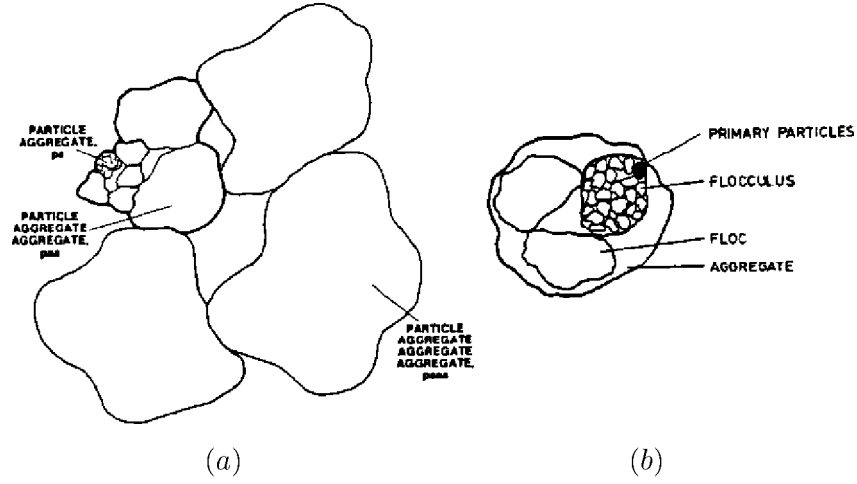 PARTICLE
AGGREGATE,
pa
PARTICLE
AGGREGATE
AGGREGATE,
paa
PARTICLE
AGGREGATE
AGGREGATE
AGGREGATE,
paaa
(a)
PRIMARY PARTICLES
FLOCCULUS
FLOC
AGGREGATE
(b)